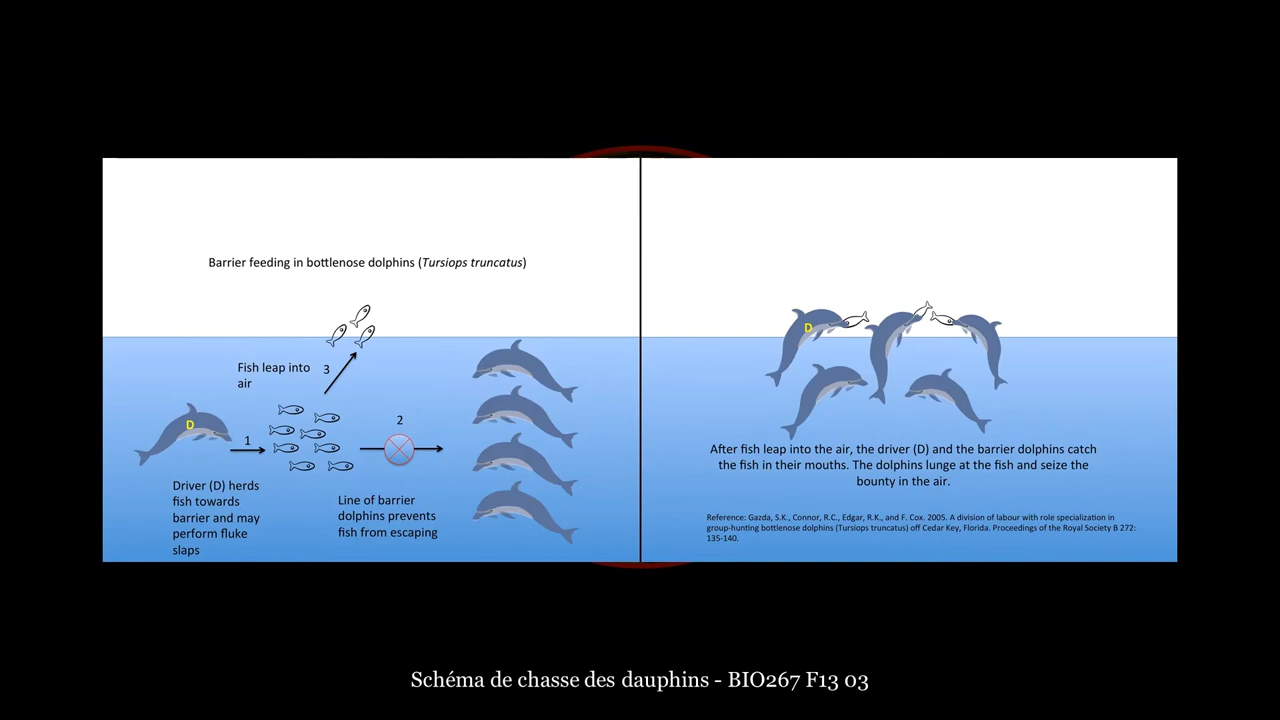 Barrier feeding in bottlenose dolphins (Tursiops truncatus)
Fish leap into
air
3
2
D
1
Driver (D) herds
fish towards
barrier and may
perform fluke
slaps
Line of barrier
dolphins prevents
fish from escaping
D
After fish leap into the air, the driver (D) and the barrier dolphins catch
the fish in their mouths. The dolphins lunge at the fish and seize the
bounty in the air.
Reference: Gazda, S.K., Connor, R.C., Edgar, R.K., and F. Cox. 2005. A division of labour with role specialization in
group-hunting bottlenose dolphins (Tursiops truncatus) off Cedar Key, Florida. Proceedings of the Royal Society B 272:
135-140.
Schéma de chasse des dauphins - BIO267 F13 03